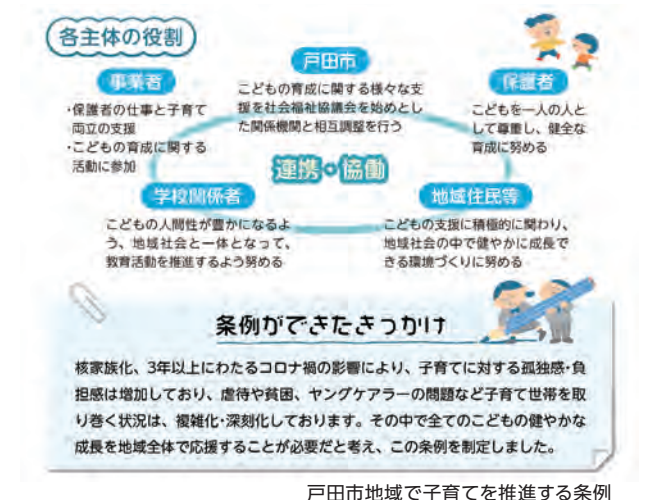 各主体の役割
戸田市
こどもの育成に関する様々な支
援を社会福祉協議会を始めとし
た関係機関と相互調整を行う
事業者
・保護者の仕事と子育て
両立の支援
・こどもの育成に関する
活動に参加
保護者
こどもを一人の人と
して尊重し、健全な
育成に努める
連携・協働
学校関係者
こどもの人間性が豊かになるよ
う、地域社会と一体となって、
教育活動を推進するよう努める
地域住民等
こどもの支援に積極的に関わり、
地域社会の中で健やかに成長で
きる環境づくりに努める
条例ができたきっかけ
核家族化、3年以上にわたるコロナ禍の影響により、子育てに対する孤独感・負
担感は増加しており、虐待や貧困、ヤングケアラーの問題など子育て世帯を取
り巻く状況は、複雑化・深刻化しております。その中で全てのこどもの健やかな
成長を地域全体で応援することが必要だと考え、この条例を制定しました。
戸田市地域で子育てを推進する条例